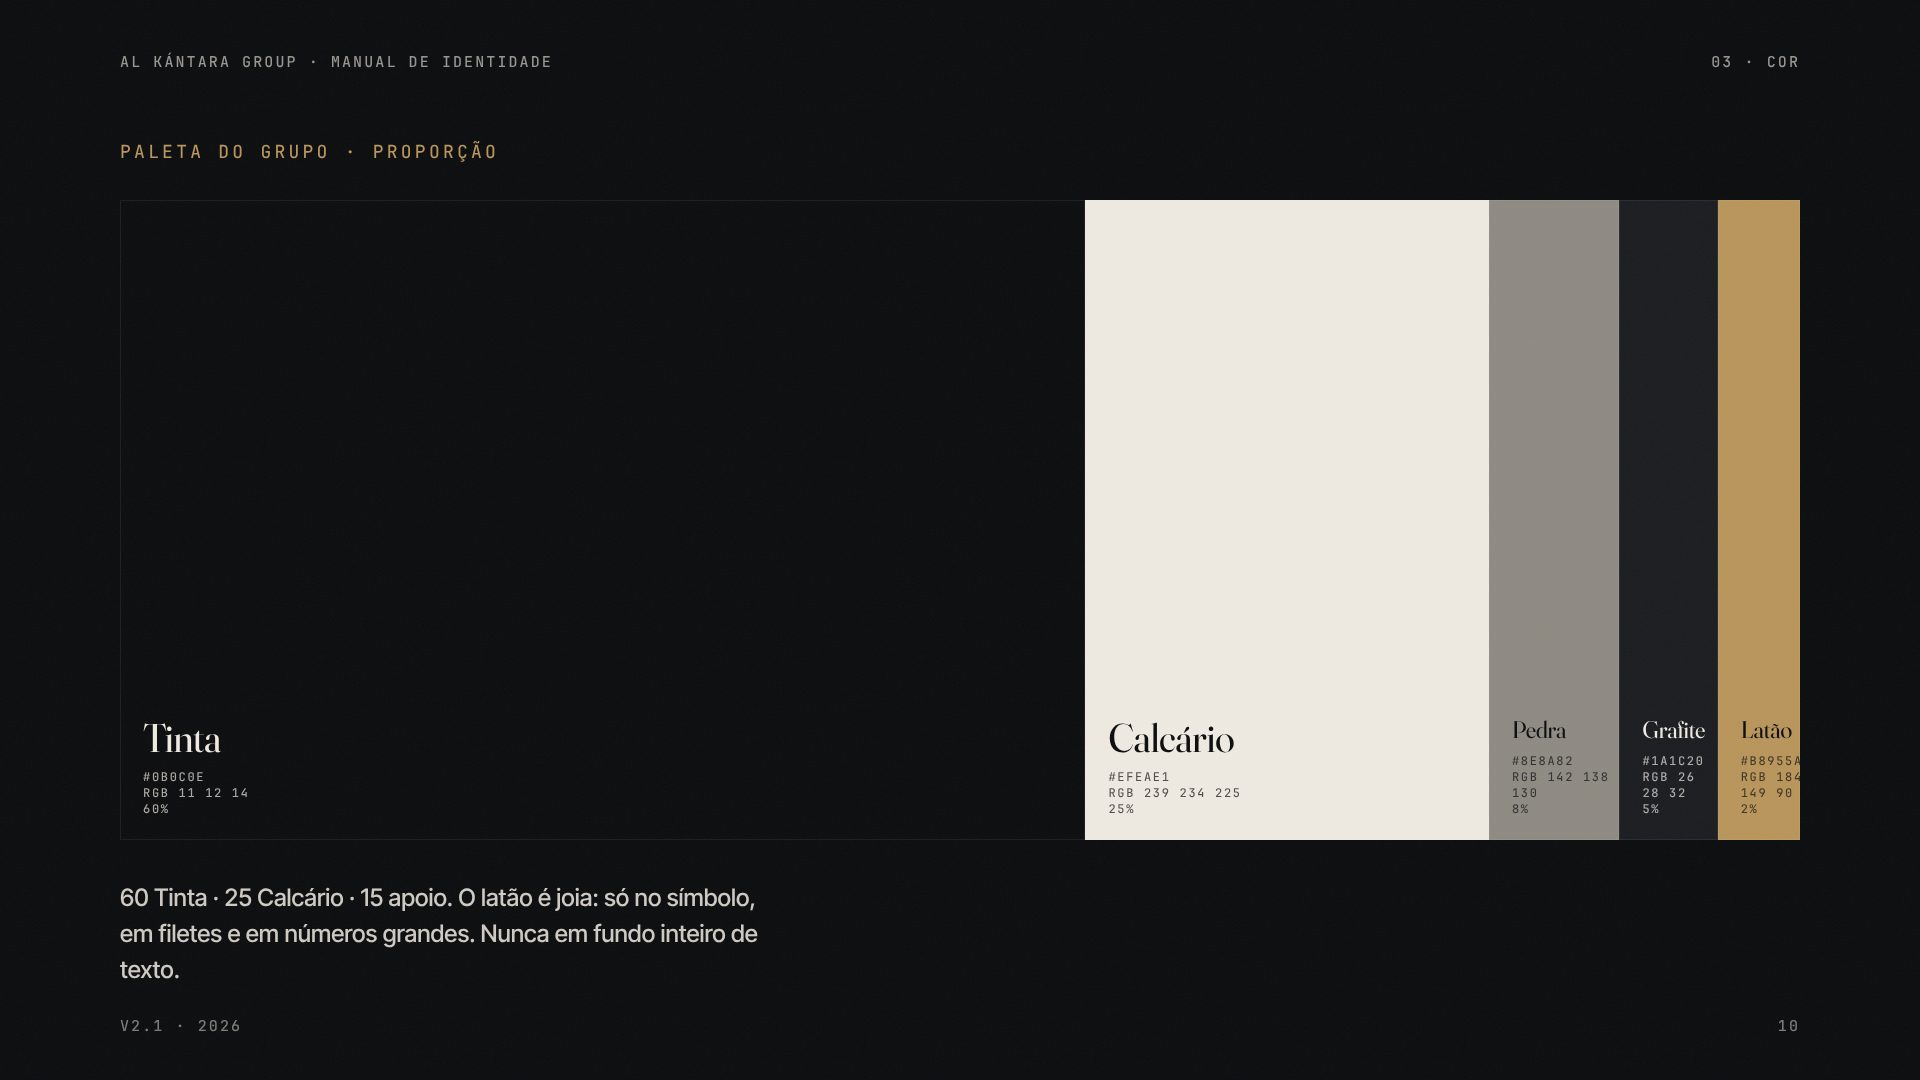 AL KÁNTARA GROUP · MANUAL DE IDENTIDADE
03 · COR
PALETA DO GRUPO · PROPORÇÃO
Tinta
#0B0C0E
RGB 11 12 14
60%
Calcário
#EFEAE1
RGB 239 234 225
25%
Pedra
#8E8A82
RGB 142 138
130
8%
Grafite
#1A1C20
RGB 26
28 32
5%
Latão
#B8955A
RGB 184
149 90
2%
60 Tinta · 25 Calcário · 15 apoio. O latão é joia: só no símbolo,
em filetes e em números grandes. Nunca em fundo inteiro de
texto.
V2.1 · 2026
10